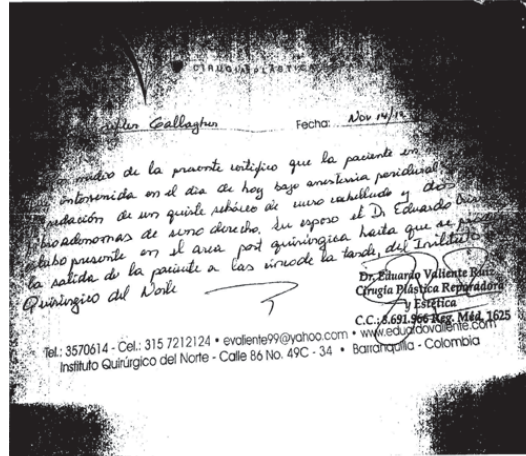 CIRUGIA PLASTICA
Gallagher Fecha: Nov 14/12
medio de la presente certifico que la paciente en
intervenida en el dia de hoy bajo anestesia peridural
de un quiste sebáceo de cuero cabelludo y dos
fibroadenomas de seno derecho. Su esposo el Dr. Eduardo
estubo presente en el area post quirúrgica hasta que se
la salida de la paciente a las cinco de la tarde, del Instituto
Quirúrgico del Norte
Dr. Eduardo Valiente Ruiz
Cirugía Plástica Reparadora
y Estética
C.C.: 8.691.966 Reg. Méd. 1625
Tel.: 3570614 - Cel.: 315 7212124 • evaliente99@yahoo.com • www.eduardovaliente.com
Instituto Quirúrgico del Norte - Calle 86 No. 49C - 34 • Barranquilla - Colombia